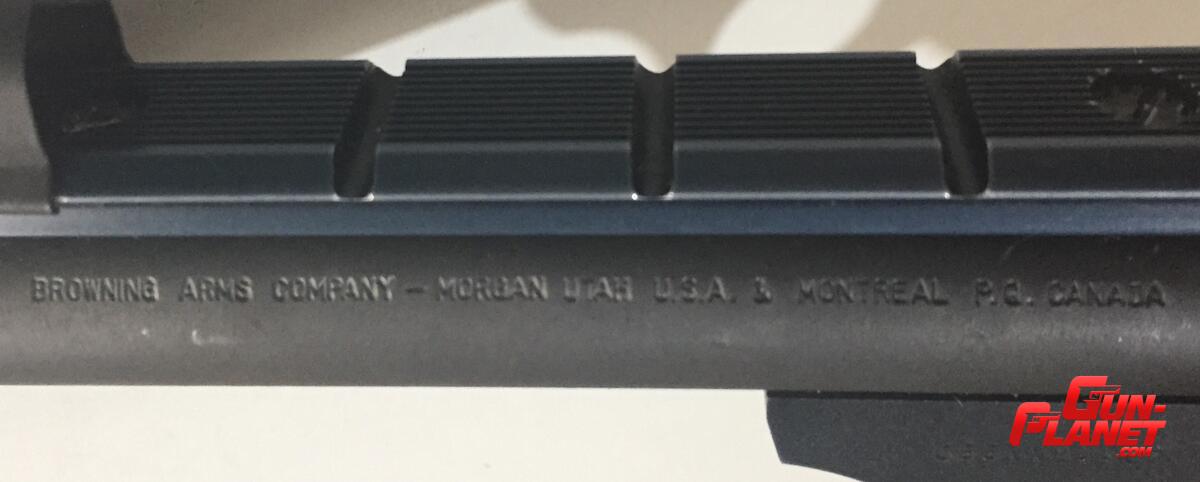 BROWNING ARMS COMPANY – MORGAN UTAH U.S.A. & MONTREAL P.Q. CANADA
GUN-PLANET
.COM